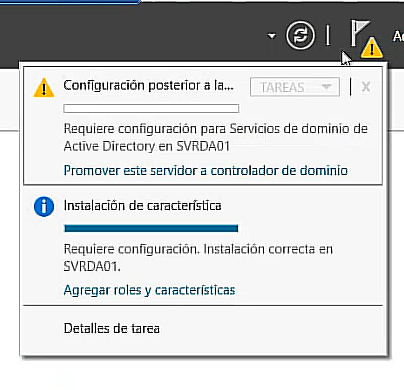 Ad
Configuración posterior a la...
TAREAS
X
Requiere configuración para Servicios de dominio de
Active Directory en SVRDA01
Promover este servidor a controlador de dominio
Instalación de característica
Requiere configuración. Instalación correcta en
SVRDA01.
Agregar roles y características
Detalles de tarea